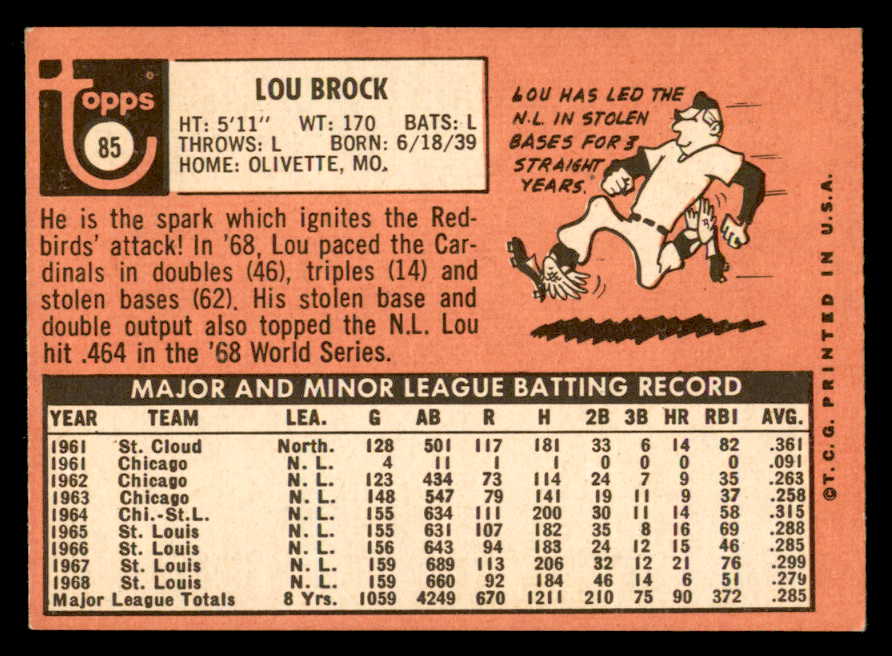 topps
85
LOU BROCK
HT: 5'11" WT: 170 BATS: L
THROWS: L BORN: 6/18/39
HOME: OLIVETTE, MO.
LOU HAS LED THE
N.L. IN STOLEN
BASES FOR 3
STRAIGHT
YEARS.
He is the spark which ignites the Red-
birds' attack! In '68, Lou paced the Car-
dinals in doubles (46), triples (14) and
stolen bases (62). His stolen base and
double output also topped the N.L. Lou
hit .464 in the '68 World Series.
MAJOR AND MINOR LEAGUE BATTING RECORD
YEAR TEAM LEA. G AB R H 2B 3B HR RBI AVG.
1961 St. Cloud North. 128 501 117 181 33 6 14 82 .361
1961 Chicago N. L. 4 11 1 1 0 0 0 0 .091
1962 Chicago N. L. 123 434 73 114 24 7 9 35 .263
1963 Chicago N. L. 148 547 79 141 19 11 9 37 .258
1964 Chi.-St.L. N. L. 155 634 111 200 30 11 14 58 .315
1965 St. Louis N. L. 155 631 107 182 35 8 16 69 .288
1966 St. Louis N. L. 156 643 94 183 24 12 15 46 .285
1967 St. Louis N. L. 159 689 113 206 32 12 21 76 .299
1968 St. Louis N. L. 159 660 92 184 46 14 6 51 .279
Major League Totals 8 Yrs. 1059 4249 670 1211 210 75 90 372 .285
©T. C. G. PRINTED IN U.S.A.